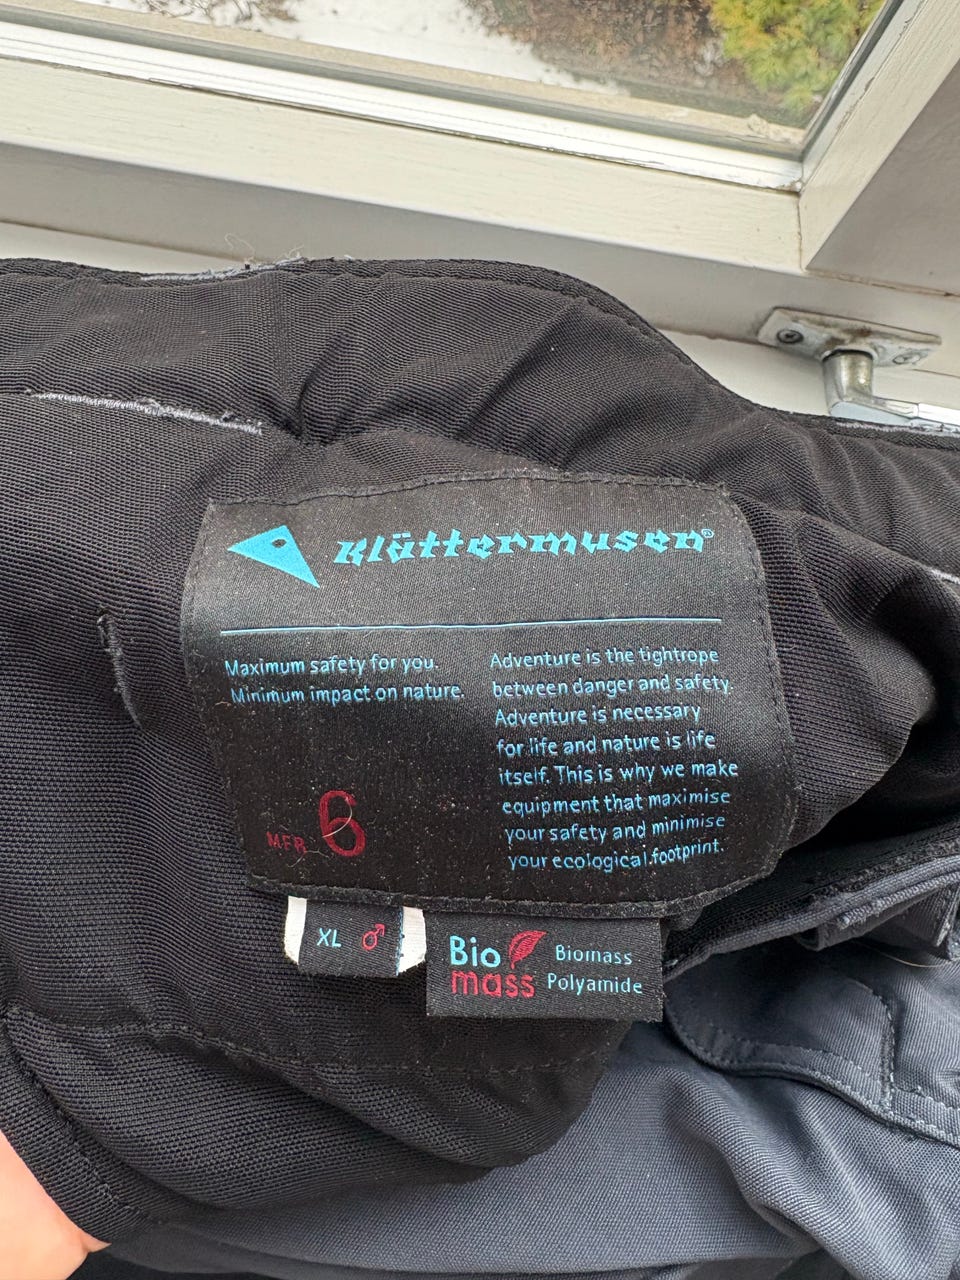 Klättermusen®
Maximum safety for you.
Minimum impact on nature.
Adventure is the tightrope
between danger and safety.
Adventure is necessary
for life and nature is life
itself. This is why we make
equipment that maximise
your safety and minimise
your ecological footprint.
MFR 6
XL ♂
Bio
mass
Biomass
Polyamide